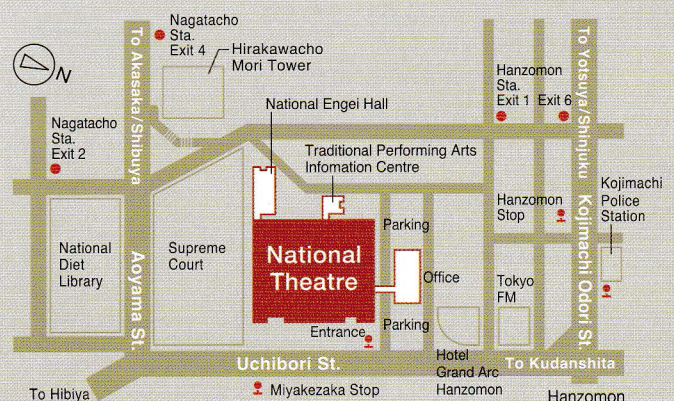 Nagatacho
Sta.
Exit 4
To Akasaka/Shibuya
Hirakawacho
Mori Tower
N
To Yotsuya/Shinjuku
Hanzomon
Sta.
Exit 1 Exit 6
National Engei Hall
Nagatacho
Sta.
Exit 2
Traditional Performing Arts
Infomation Centre
Kojimachi
Police
Station
Hanzomon
Stop
Parking
National
Diet
Library
Supreme
Court
National
Theatre
Office
Tokyo
FM
Aoyama St.
Kojimachi Odori St.
Entrance
Parking
Uchibori St.
Hotel
Grand Arc
Hanzomon
To Kudanshita
To Hibiya
Miyakezaka Stop
Hanzomon